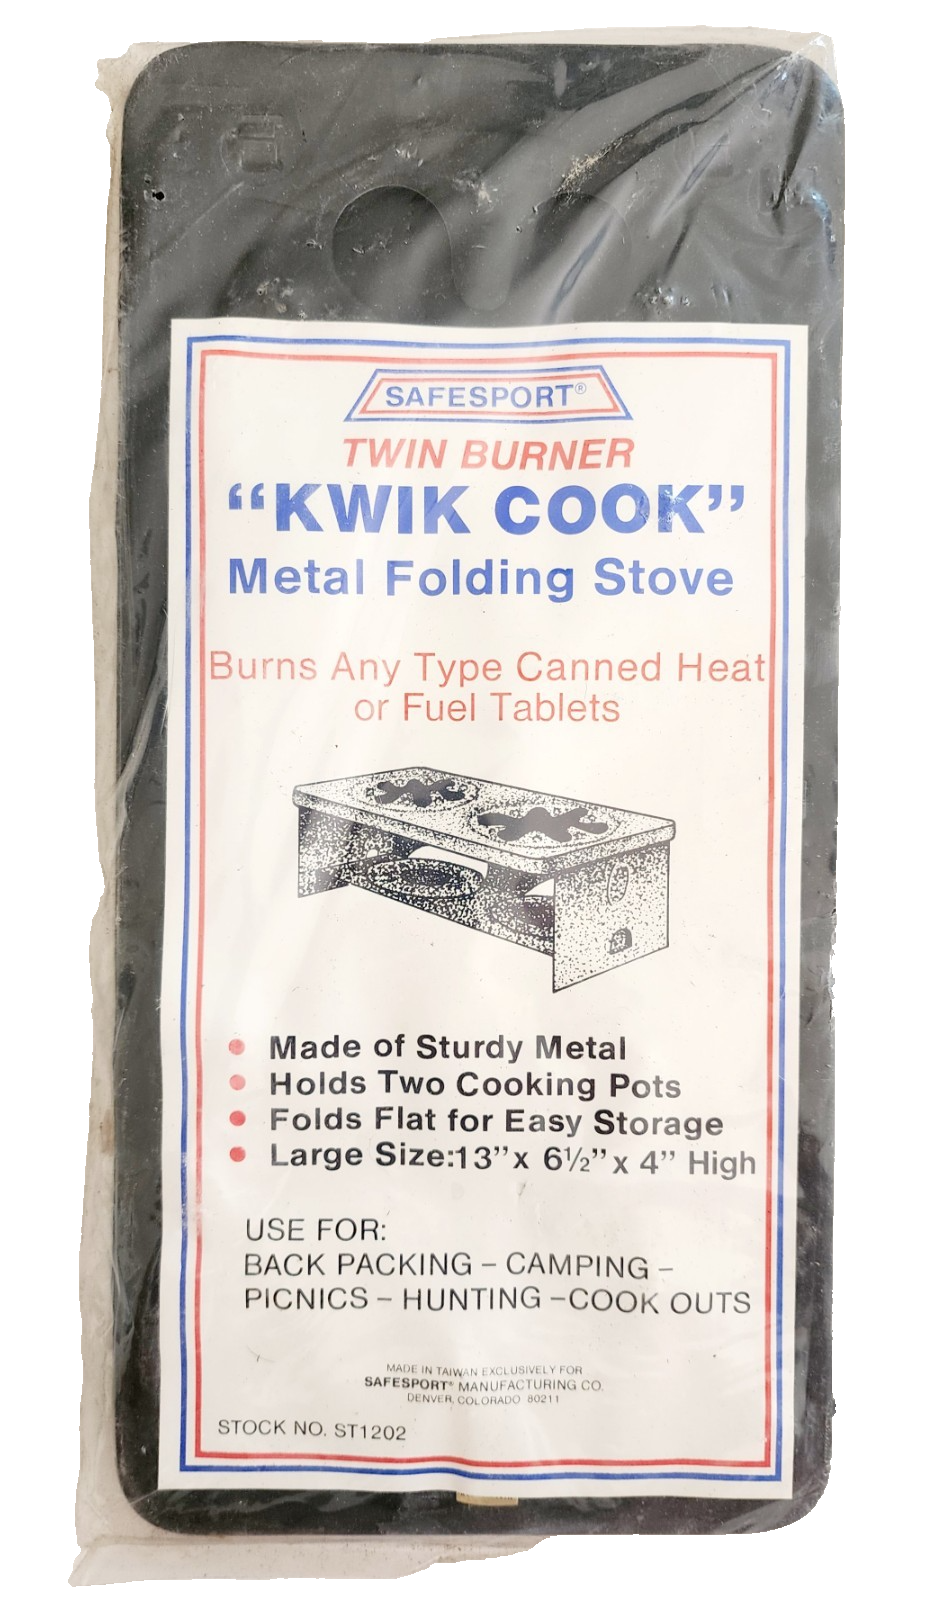 SAFESPORT®
TWIN BURNER
“KWIK COOK”
Metal Folding Stove
Burns Any Type Canned Heat
or Fuel Tablets
• Made of Sturdy Metal
• Holds Two Cooking Pots
• Folds Flat for Easy Storage
• Large Size:13” x 6½” x 4” High
USE FOR:
BACK PACKING – CAMPING –
PICNICS – HUNTING – COOK OUTS
MADE IN TAIWAN EXCLUSIVELY FOR
SAFESPORT® MANUFACTURING CO.
DENVER, COLORADO 80211
STOCK NO. ST1202